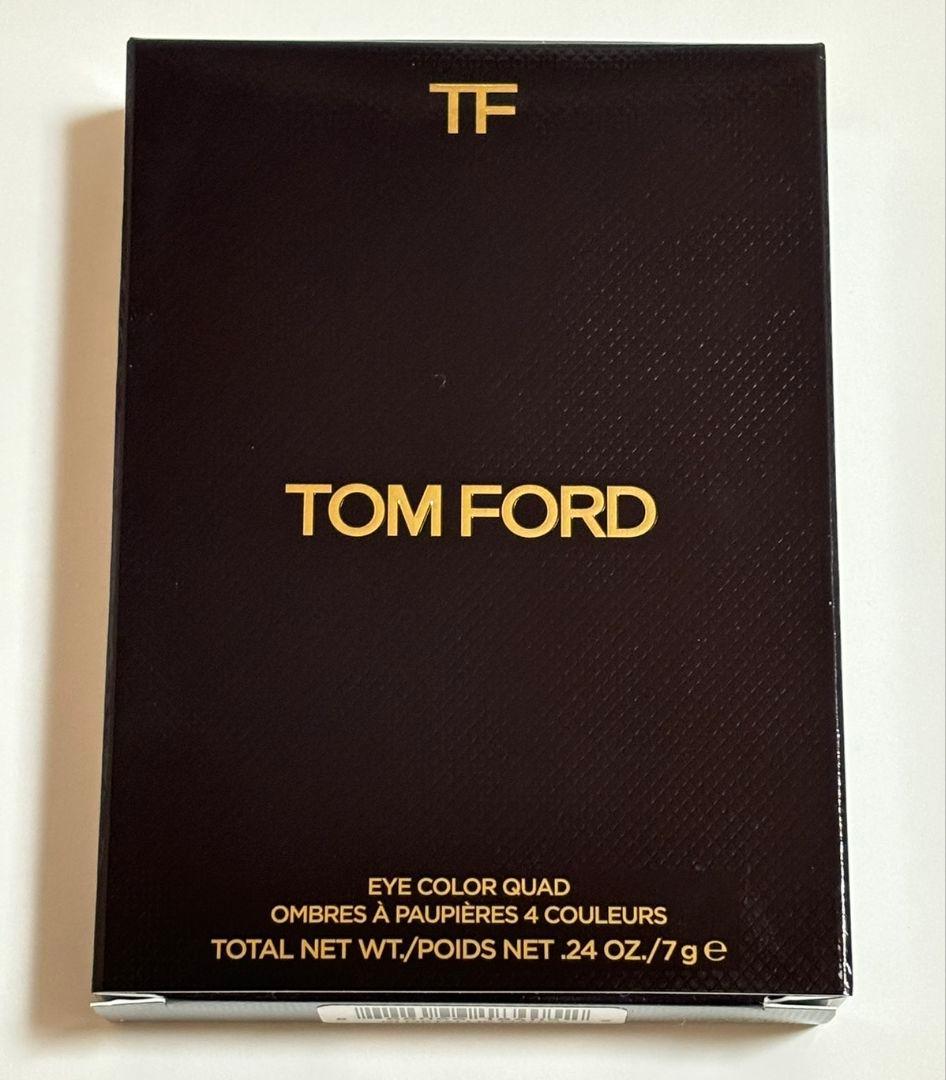 TF
TOM FORD
EYE COLOR QUAD
OMBRES À PAUPIÈRES 4 COULEURS
TOTAL NET WT./POIDS NET .24 OZ./7 g ℮